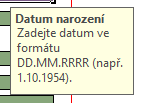 Datum narození
Zadejte datum ve
formátu
DD.MM.RRRR (např.
1.10.1954).